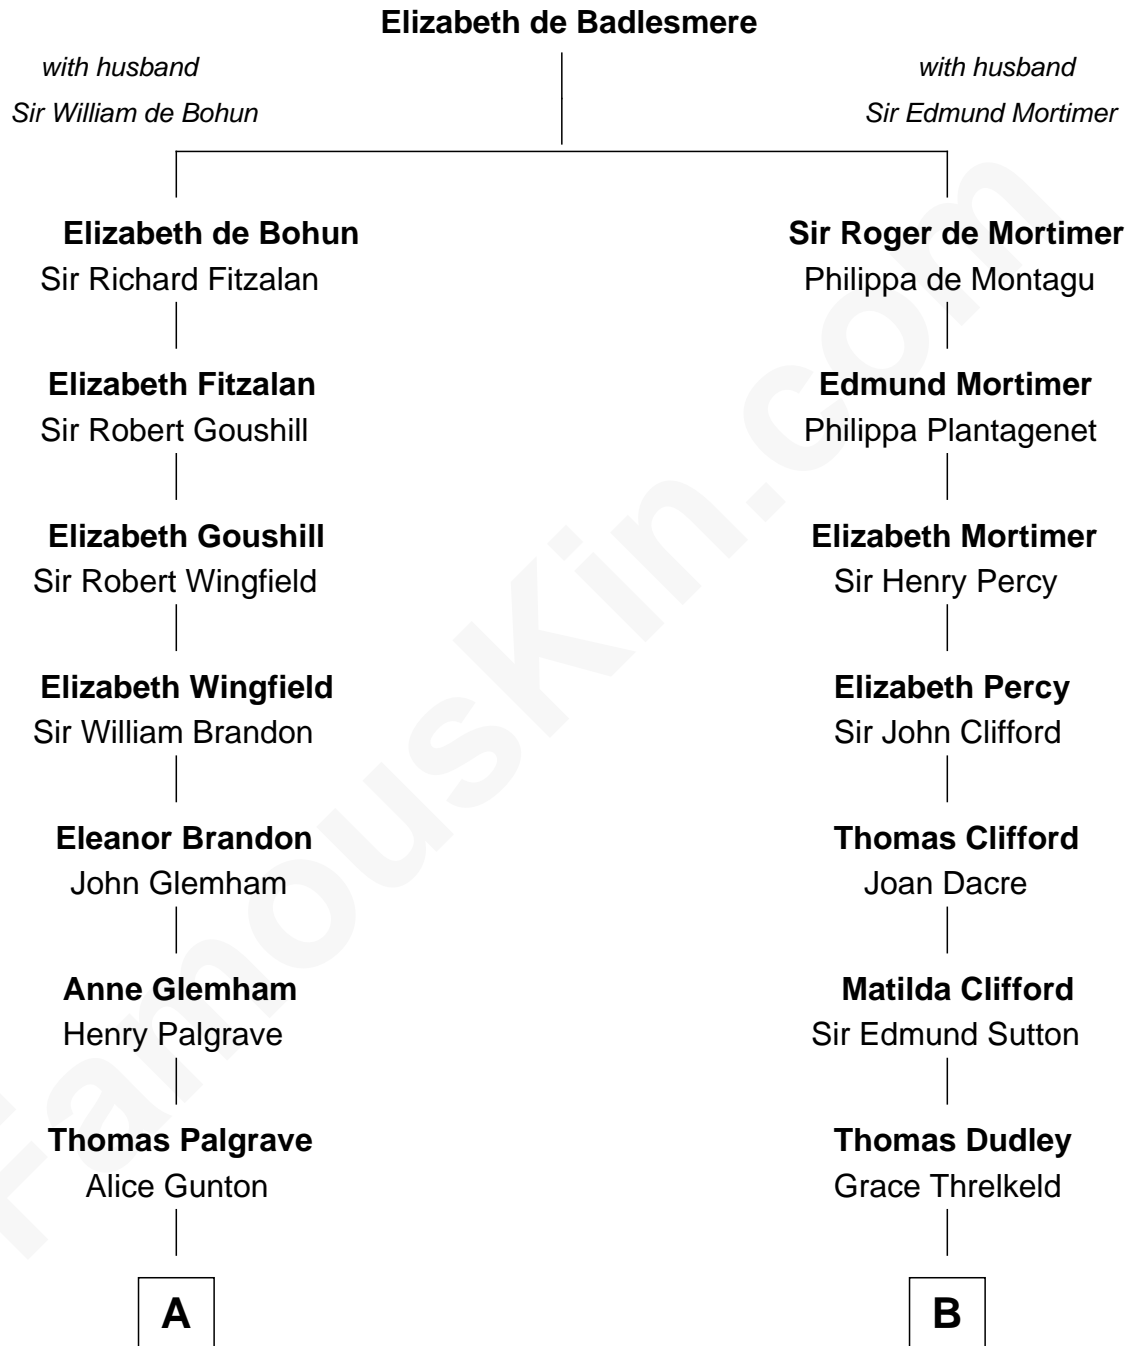 Elizabeth de Badlesmere
with husband
Sir William de Bohun
with husband
Sir Edmund Mortimer
Elizabeth de Bohun
Sir Richard Fitzalan
Sir Roger de Mortimer
Philippa de Montagu
Elizabeth Fitzalan
Sir Robert Goushill
Edmund Mortimer
Philippa Plantagenet
Elizabeth Goushill
Sir Robert Wingfield
Elizabeth Mortimer
Sir Henry Percy
Elizabeth Wingfield
Sir William Brandon
Elizabeth Percy
Sir John Clifford
Eleanor Brandon
John Glemham
Thomas Clifford
Joan Dacre
Anne Glemham
Henry Palgrave
Matilda Clifford
Sir Edmund Sutton
Thomas Palgrave
Alice Gunton
Thomas Dudley
Grace Threlkeld
A
B
FamousKin.com